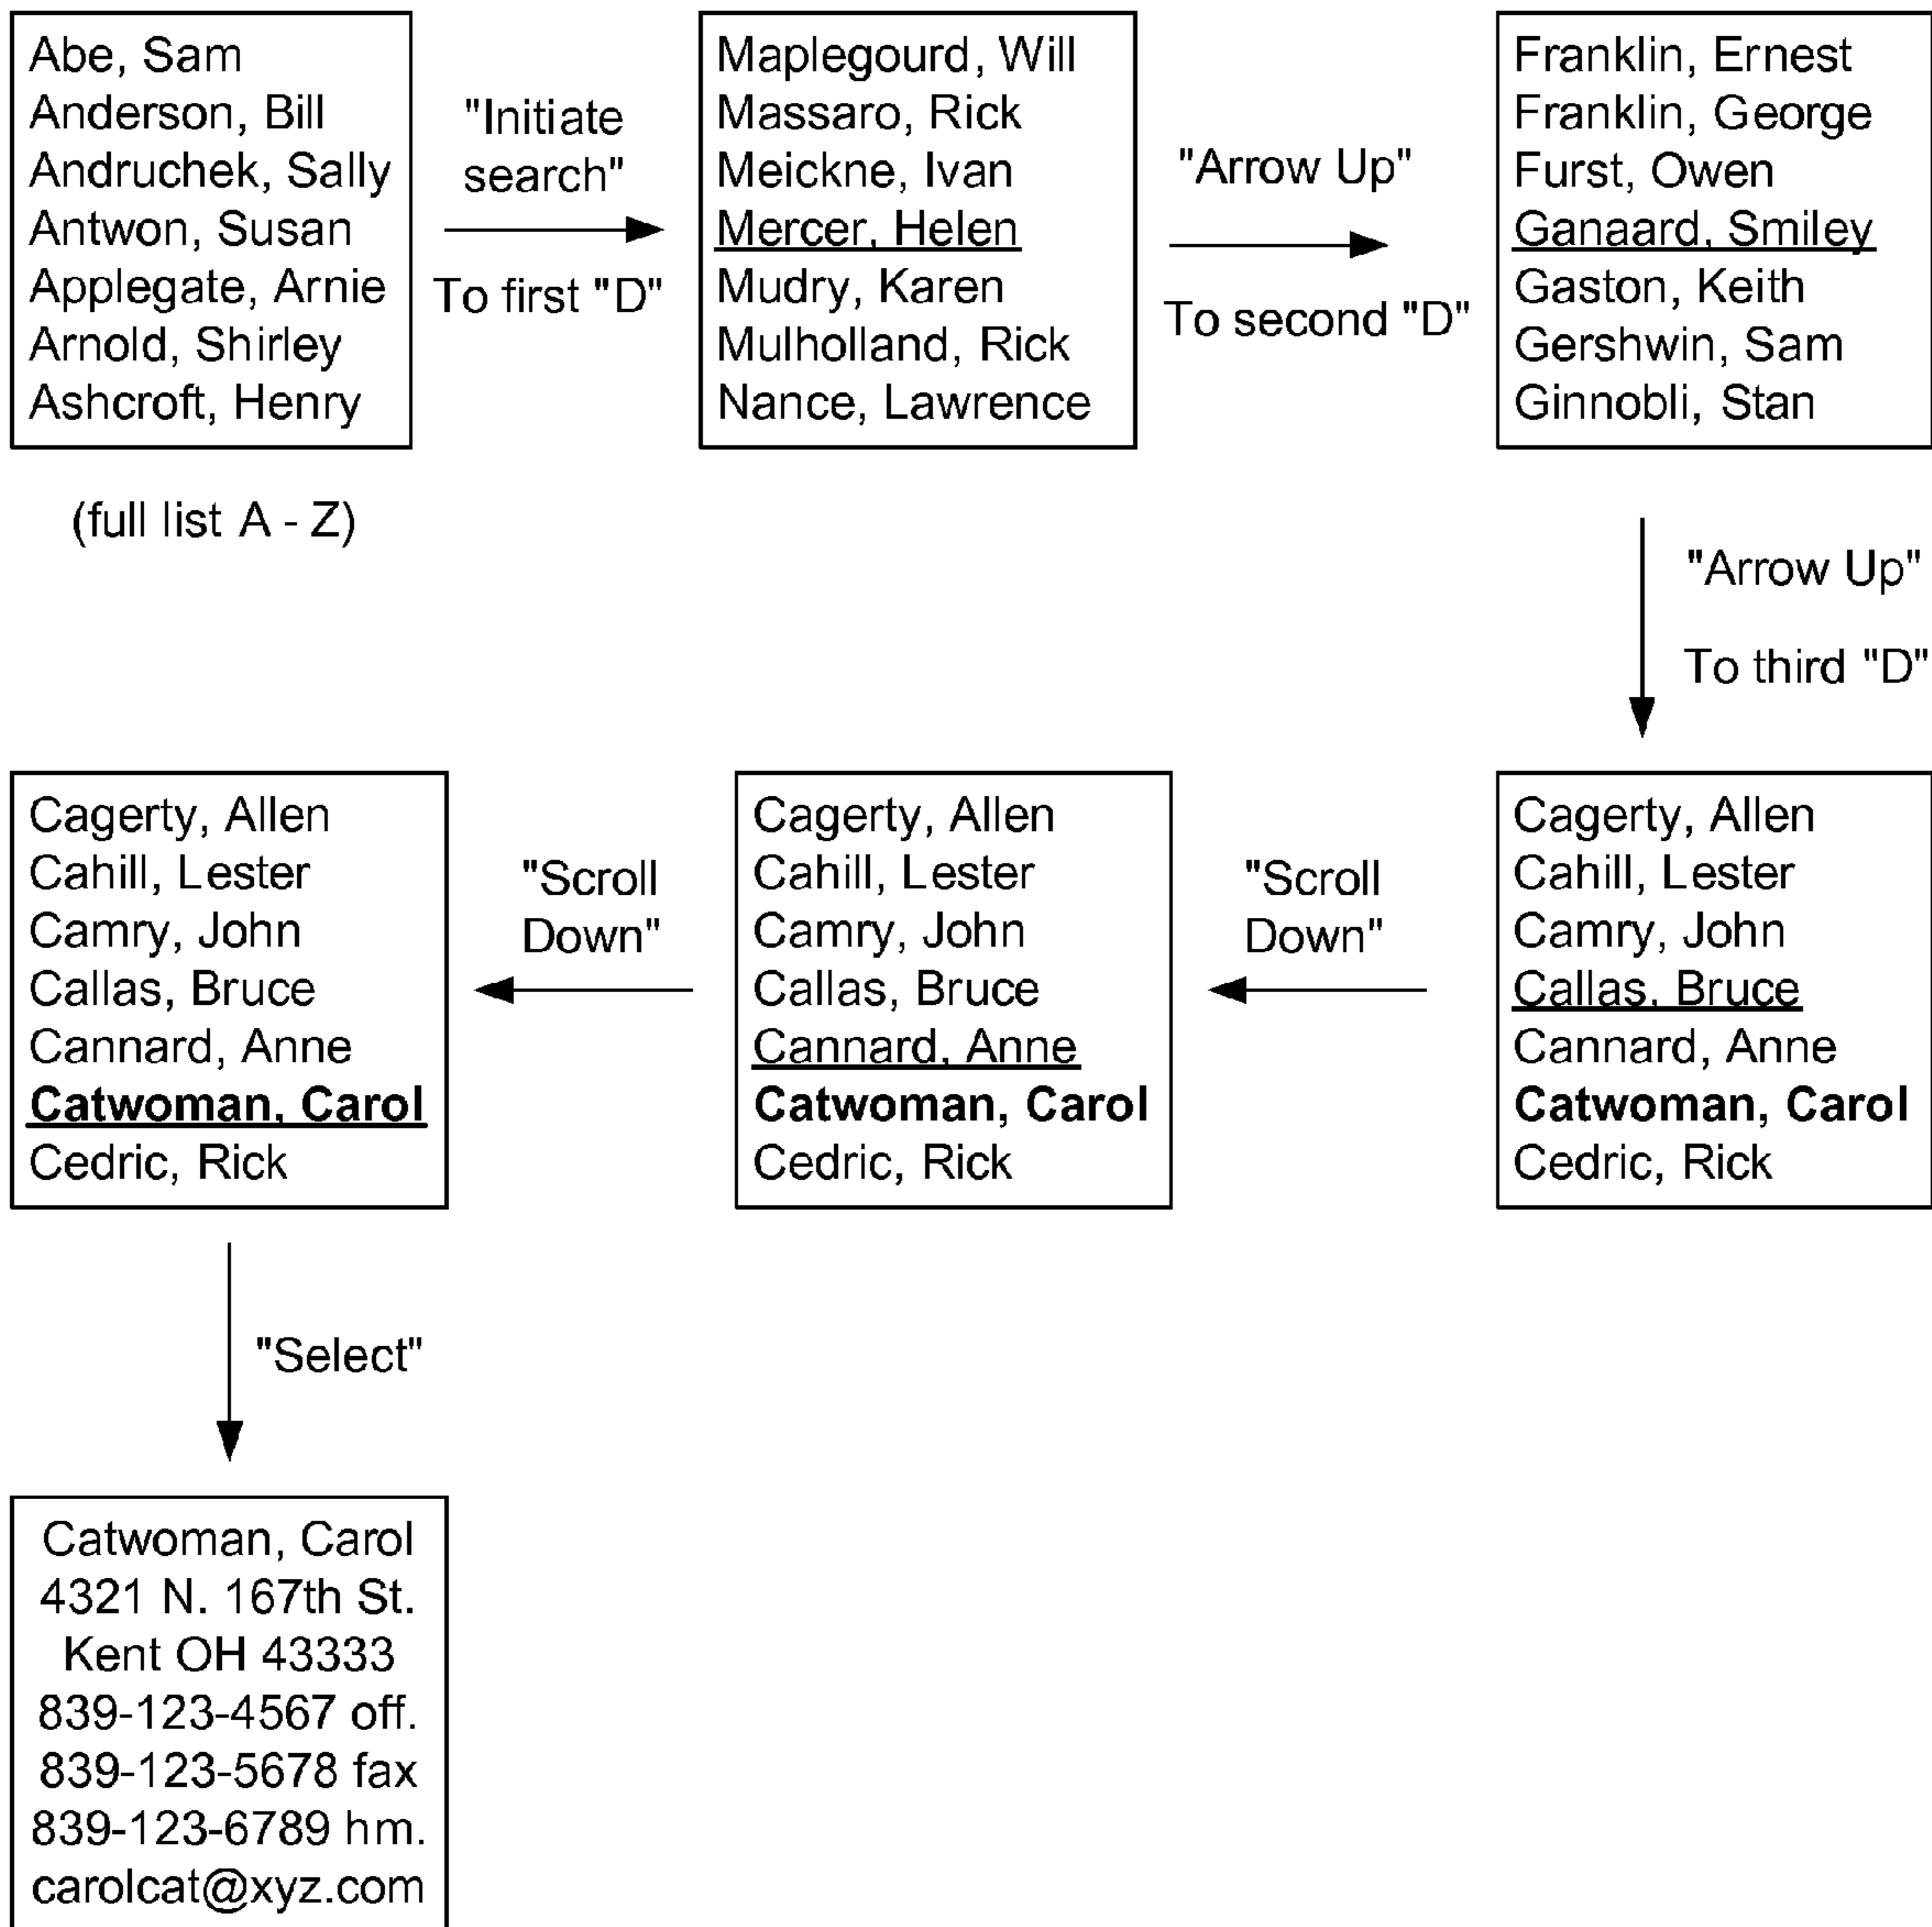 Abe, Sam
Anderson, Bill
Andruchek, Sally
Antwon, Susan
Applegate, Arnie
Arnold, Shirley
Ashcroft, Henry
(full list A - Z)
"Initiate
search"
To first "D"
Maplegourd, Will
Massaro, Rick
Meickne, Ivan
Mercer, Helen
Mudry, Karen
Mulholland, Rick
Nance, Lawrence
"Arrow Up"
To second "D"
Franklin, Ernest
Franklin, George
Furst, Owen
Ganaard, Smiley
Gaston, Keith
Gershwin, Sam
Ginnobli, Stan
"Arrow Up"
To third "D"
Cagerty, Allen
Cahill, Lester
Camry, John
Callas, Bruce
Cannard, Anne
Catwoman, Carol
Cedric, Rick
"Scroll
Down"
Cagerty, Allen
Cahill, Lester
Camry, John
Callas, Bruce
Cannard, Anne
Catwoman, Carol
Cedric, Rick
"Scroll
Down"
Cagerty, Allen
Cahill, Lester
Camry, John
Callas, Bruce
Cannard, Anne
Catwoman, Carol
Cedric, Rick
"Select"
Catwoman, Carol
4321 N. 167th St.
Kent OH 43333
839-123-4567 off.
839-123-5678 fax
839-123-6789 hm.
carolcat@xyz.com